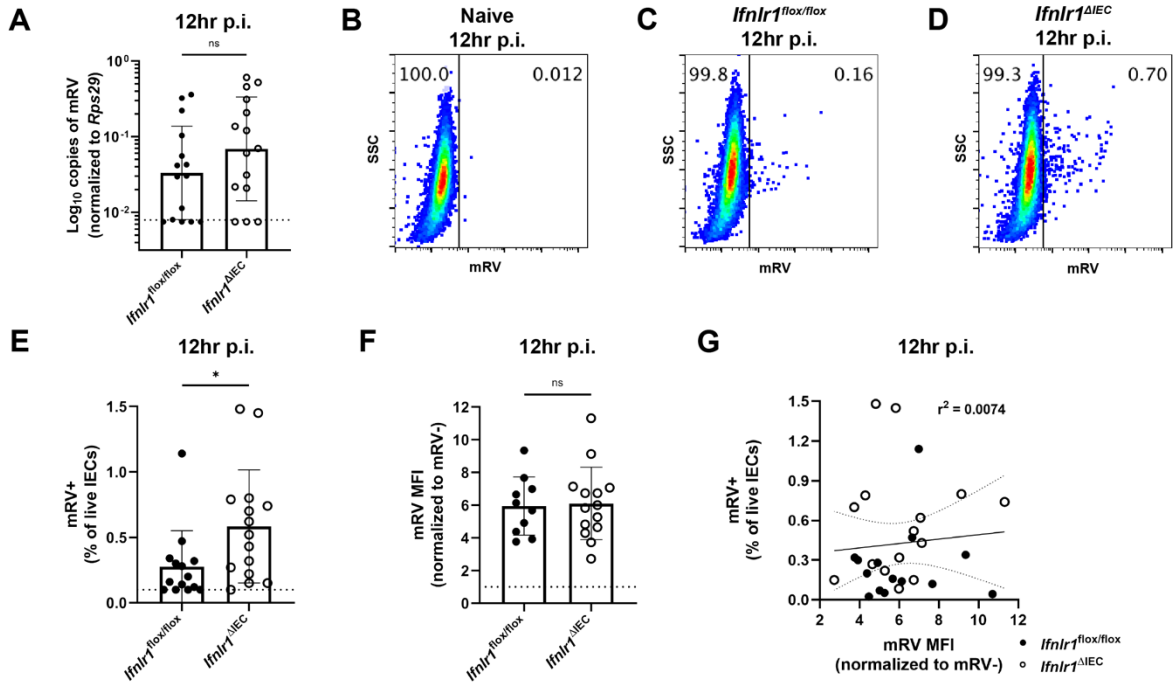 A
12hr p.i.
ns
Log10 copies of mRV
(normalized to Rps29)
10^0
10^-1
10^-2
Ifnlr1^flox/flox
Ifnlr1^ΔIEC
B
Naive
12hr p.i.
100.0
0.012
SSC
mRV
C
Ifnlr1^flox/flox
12hr p.i.
99.8
0.16
SSC
mRV
D
Ifnlr1^ΔIEC
12hr p.i.
99.3
0.70
SSC
mRV
E
12hr p.i.
*
mRV+
(% of live IECs)
1.5
1.0
0.5
0.0
Ifnlr1^flox/flox
Ifnlr1^ΔIEC
F
12hr p.i.
ns
mRV MFI
(normalized to mRV-)
12
10
8
6
4
2
0
Ifnlr1^flox/flox
Ifnlr1^ΔIEC
G
12hr p.i.
r² = 0.0074
mRV+
(% of live IECs)
1.5
1.2
0.9
0.6
0.3
0.0
2 4 6 8 10 12
mRV MFI
(normalized to mRV-)
Ifnlr1^flox/flox
Ifnlr1^ΔIEC